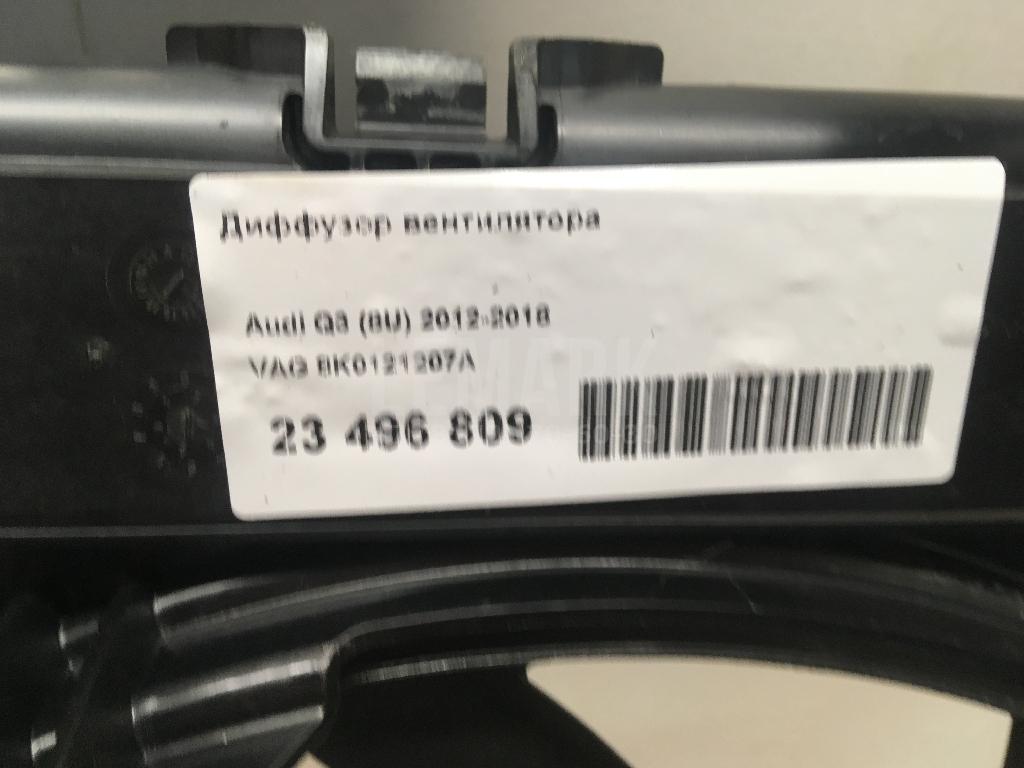 Диффузор вентилятора
Audi Q3 (8U) 2012-2018
VAG 8K0121207A
23 496 809